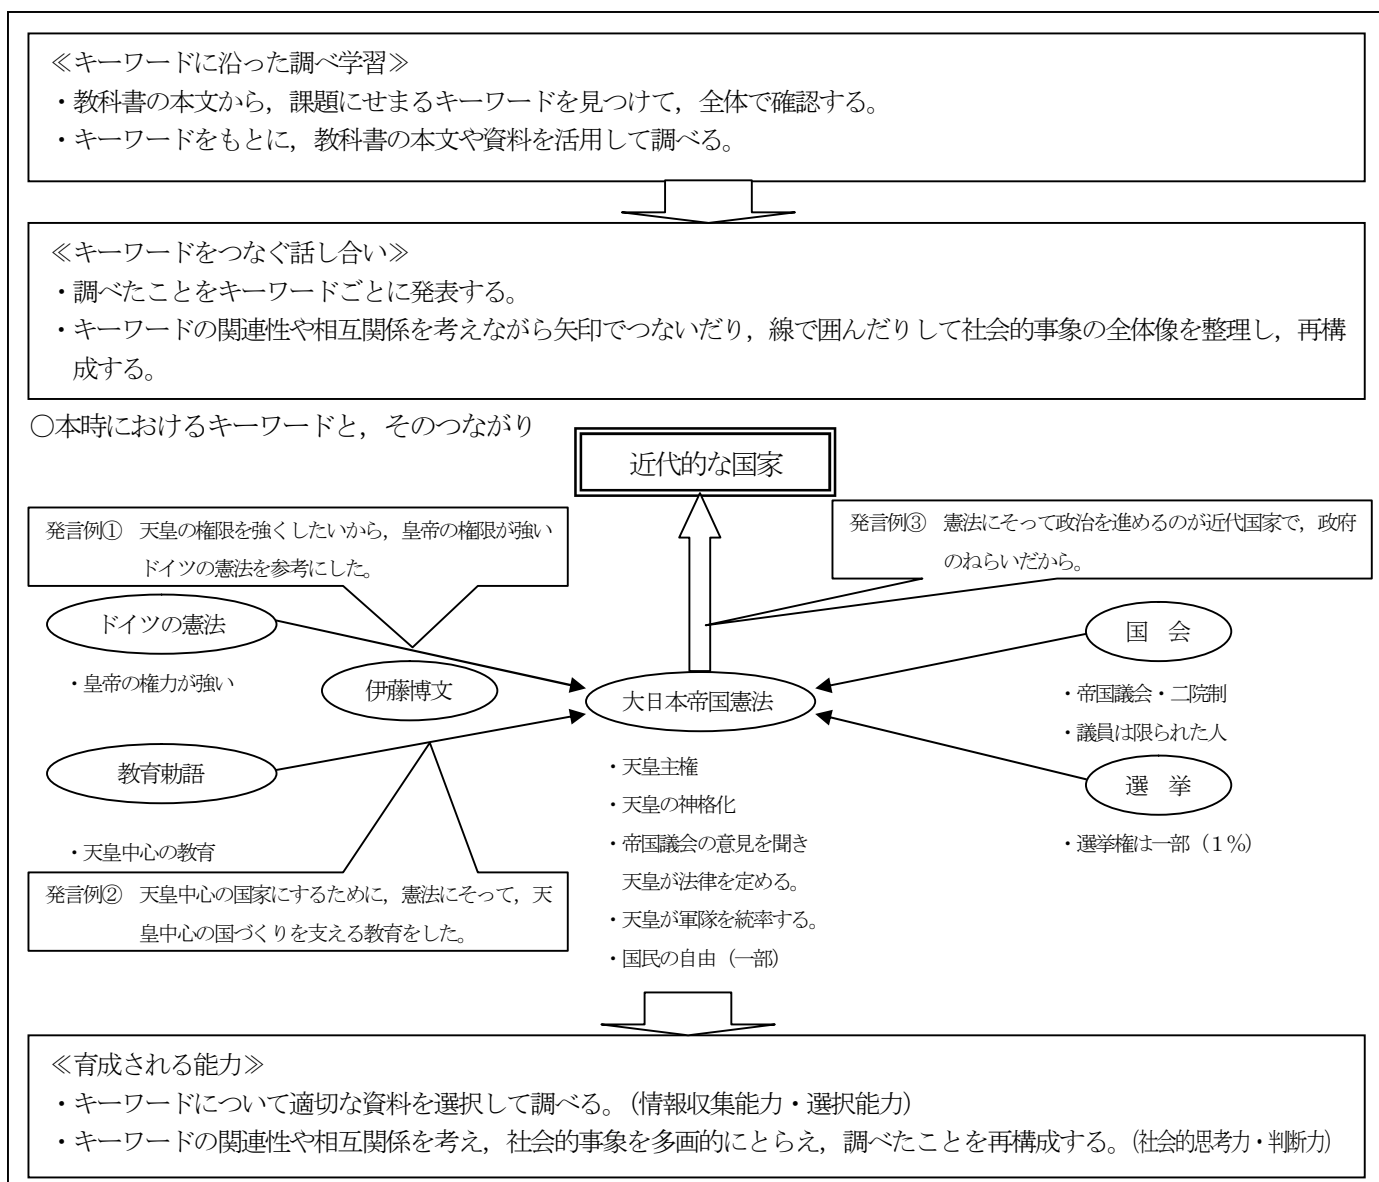 ≪キーワードに沿った調べ学習≫
・教科書の本文から，課題にせまるキーワードを見つけて，全体で確認する。
・キーワードをもとに，教科書の本文や資料を活用して調べる。
≪キーワードをつなぐ話し合い≫
・調べたことをキーワードごとに発表する。
・キーワードの関連性や相互関係を考えながら矢印でつないだり，線で囲んだりして社会的事象の全体像を整理し，再構
成する。
○本時におけるキーワードと，そのつながり
近代的な国家
発言例①　天皇の権限を強くしたいから，皇帝の権限が強い
ドイツの憲法を参考にした。
発言例③　憲法にそって政治を進めるのが近代国家で，政府
のねらいだから。
ドイツの憲法
・皇帝の権力が強い
伊藤博文
大日本帝国憲法
国　会
・帝国議会・二院制
・議員は限られた人
教育勅語
・天皇中心の教育
選　挙
・選挙権は一部（１％）
・天皇主権
・天皇の神格化
・帝国議会の意見を聞き
天皇が法律を定める。
・天皇が軍隊を統率する。
・国民の自由（一部）
発言例②　天皇中心の国家にするために，憲法にそって，天
皇中心の国づくりを支える教育をした。
≪育成される能力≫
・キーワードについて適切な資料を選択して調べる。（情報収集能力・選択能力）
・キーワードの関連性や相互関係を考え，社会的事象を多画的にとらえ，調べたことを再構成する。（社会的思考力・判断力）